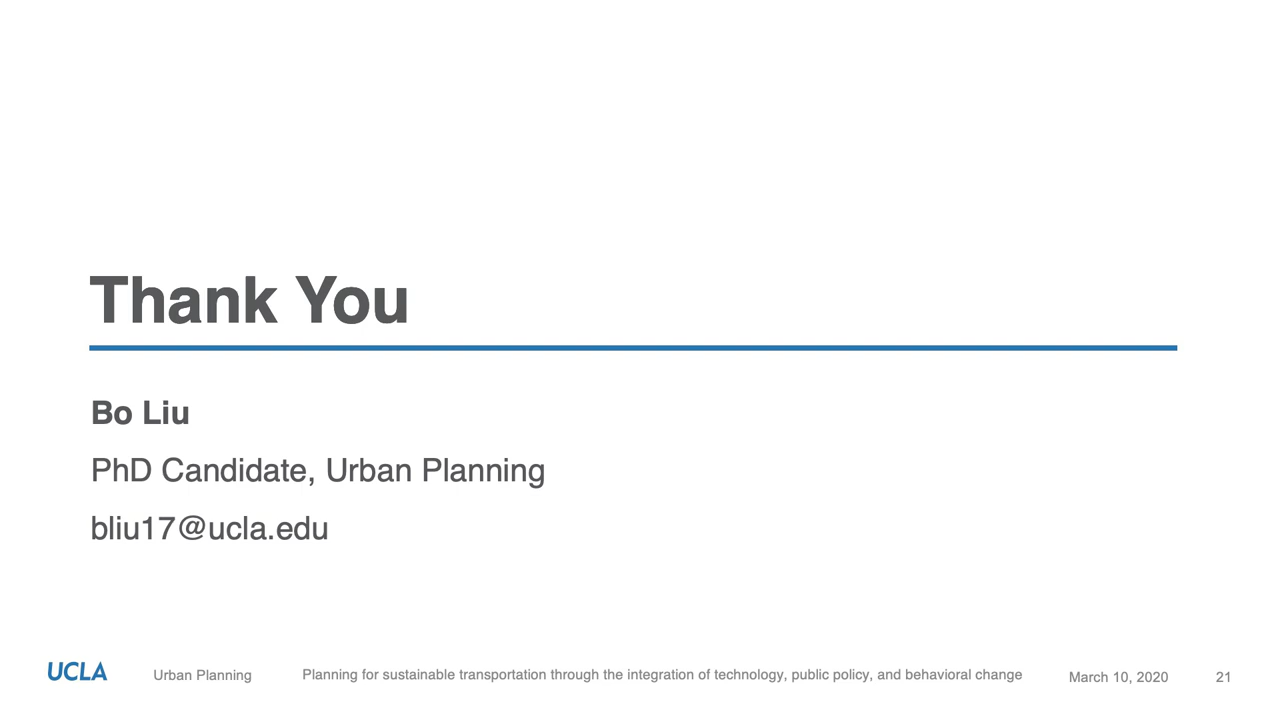 Thank You
Bo Liu
PhD Candidate, Urban Planning
bliu17@ucla.edu
UCLA
Urban Planning
Planning for sustainable transportation through the integration of technology, public policy, and behavioral change
March 10, 2020
21